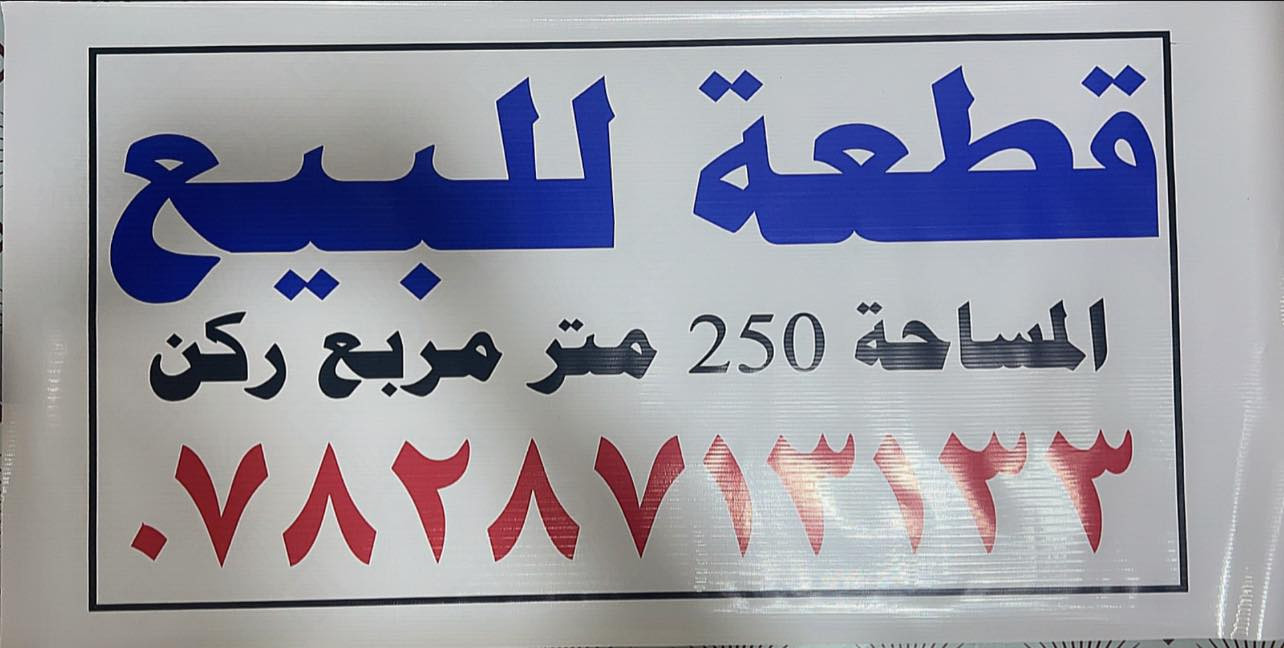 قطعة للبيع
المساحة 250 متر مربع ركن
٠٧٨٢٨٧١٣١٣٣